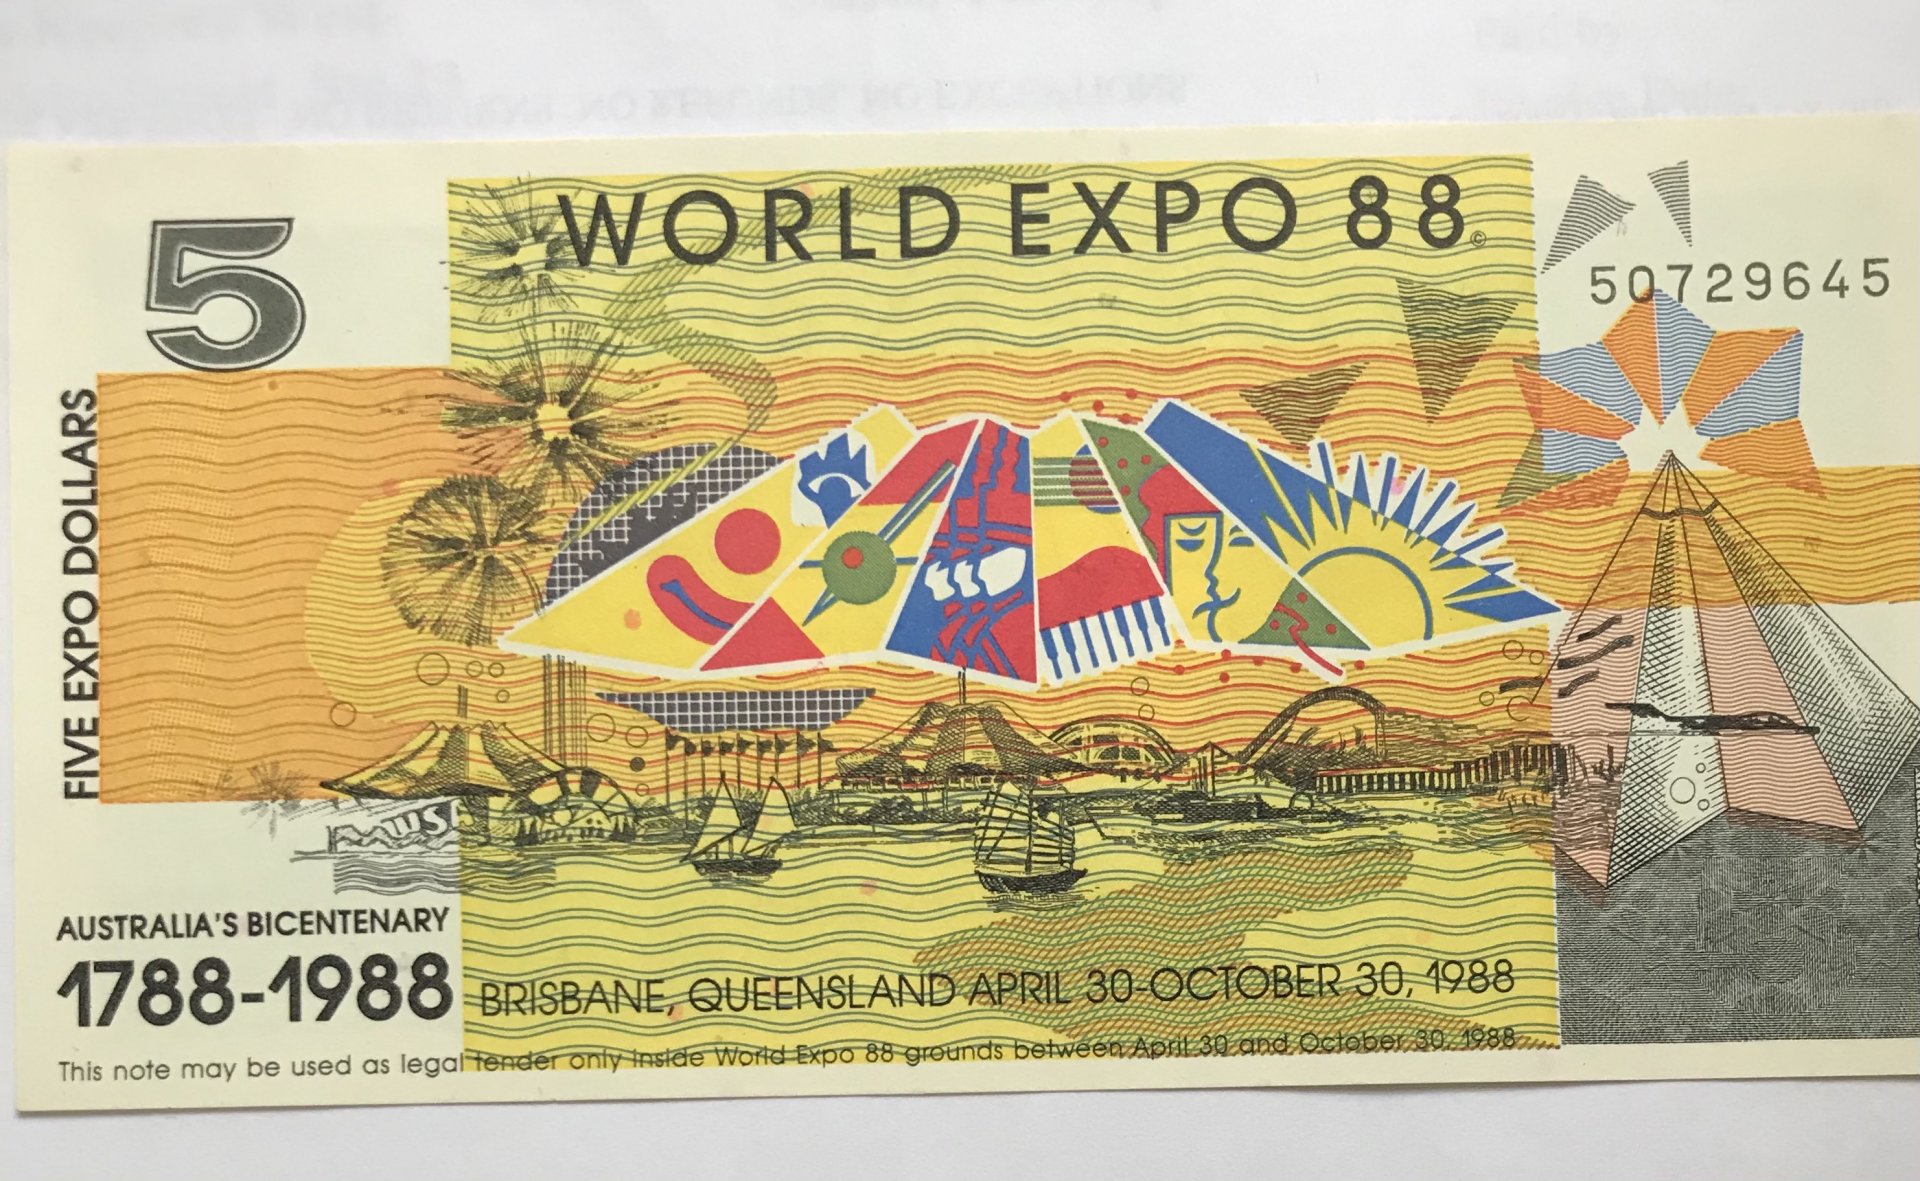 5
WORLD EXPO 88©
50729645
FIVE EXPO DOLLARS
AUSTRALIA'S BICENTENARY
1788-1988
BRISBANE, QUEENSLAND APRIL 30-OCTOBER 30, 1988
This note may be used as legal tender only inside World Expo 88 grounds between April 30 and October 30, 1988